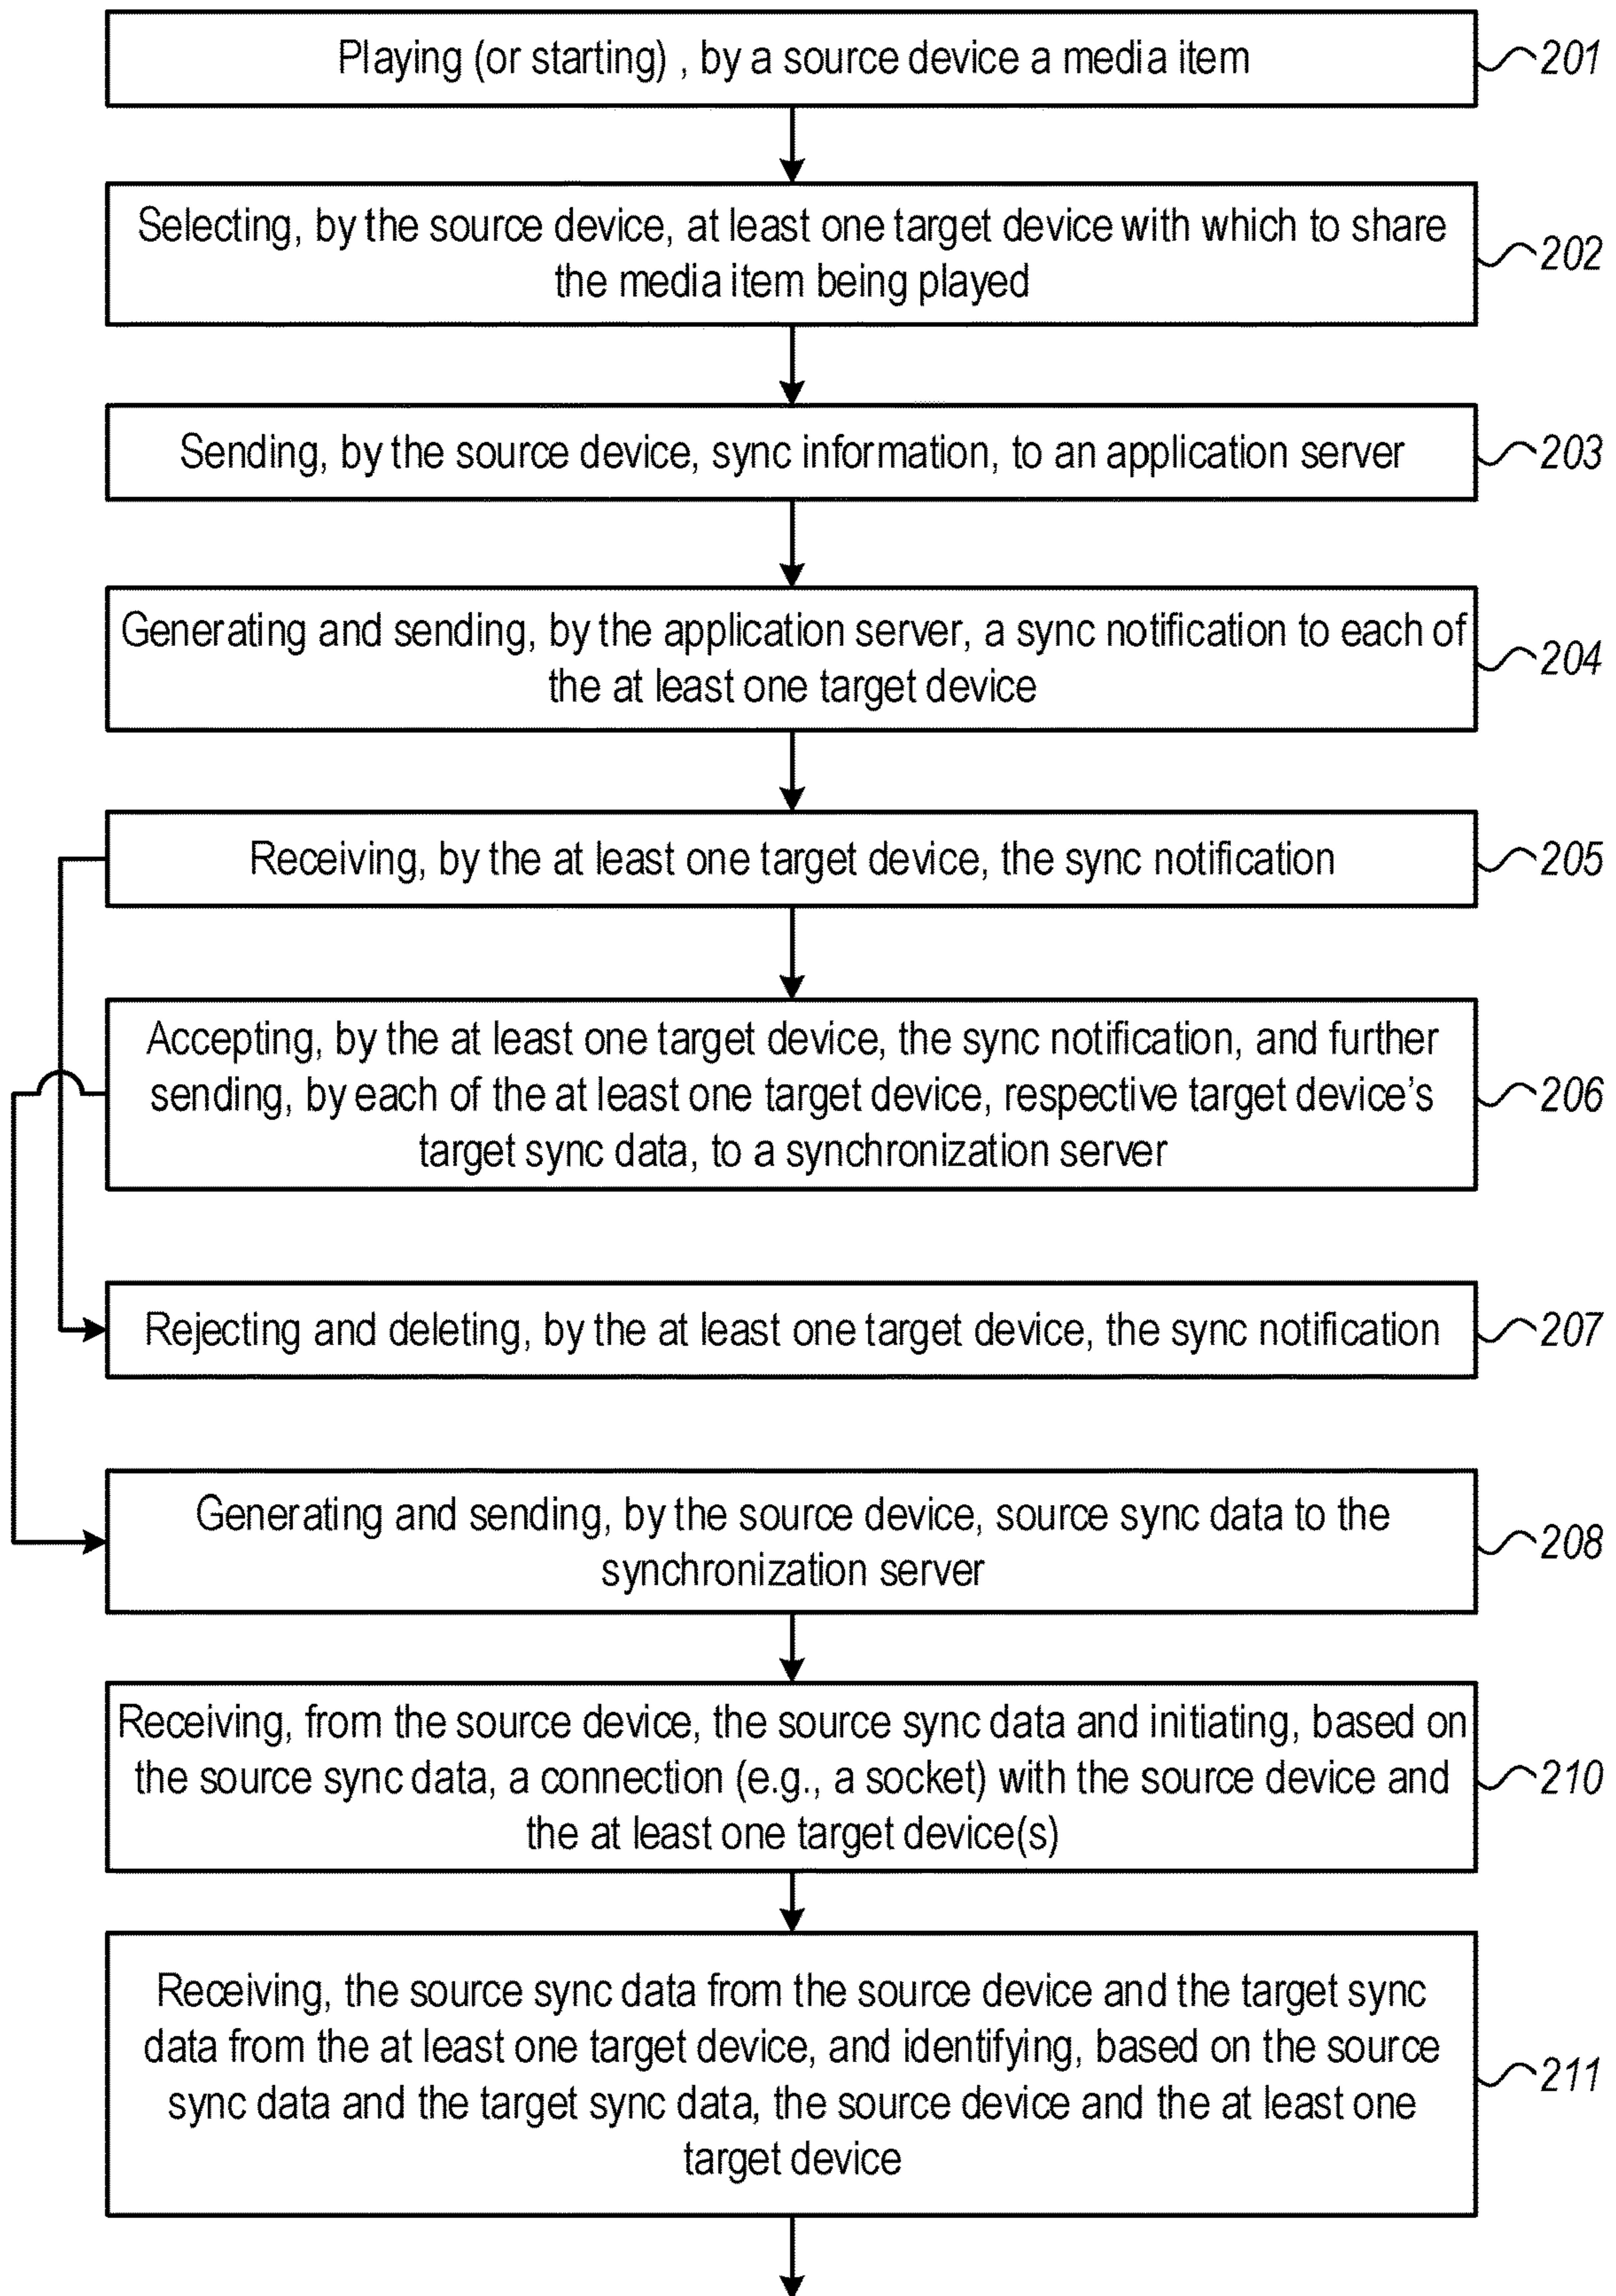 Playing (or starting) , by a source device a media item
201
Selecting, by the source device, at least one target device with which to share
the media item being played
202
Sending, by the source device, sync information, to an application server
203
Generating and sending, by the application server, a sync notification to each of
the at least one target device
204
Receiving, by the at least one target device, the sync notification
205
Accepting, by the at least one target device, the sync notification, and further
sending, by each of the at least one target device, respective target device’s
target sync data, to a synchronization server
206
Rejecting and deleting, by the at least one target device, the sync notification
207
Generating and sending, by the source device, source sync data to the
synchronization server
208
Receiving, from the source device, the source sync data and initiating, based on
the source sync data, a connection (e.g., a socket) with the source device and
the at least one target device(s)
210
Receiving, the source sync data from the source device and the target sync
data from the at least one target device, and identifying, based on the source
sync data and the target sync data, the source device and the at least one
target device
211